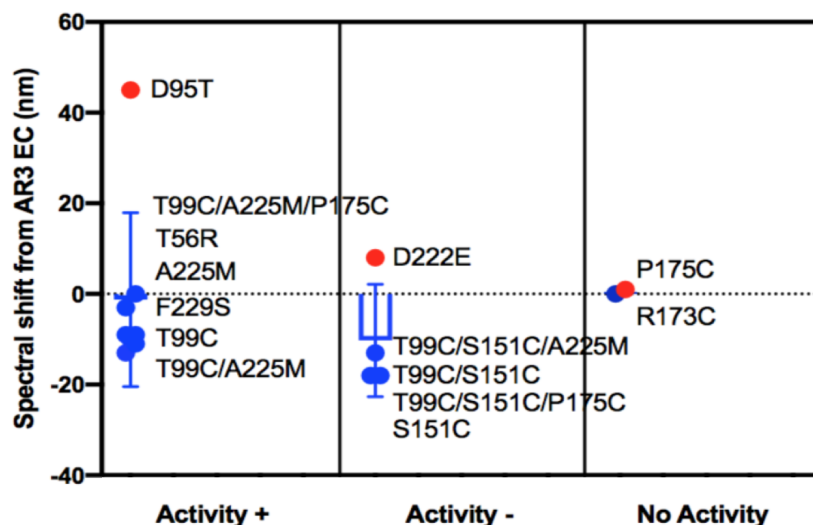 Spectral shift from AR3 EC (nm)
60
40
20
0
-20
-40
D95T
T99C/A225M/P175C
T56R
A225M
F229S
T99C
T99C/A225M
D222E
T99C/S151C/A225M
T99C/S151C
T99C/S151C/P175C
S151C
P175C
R173C
Activity +
Activity -
No Activity